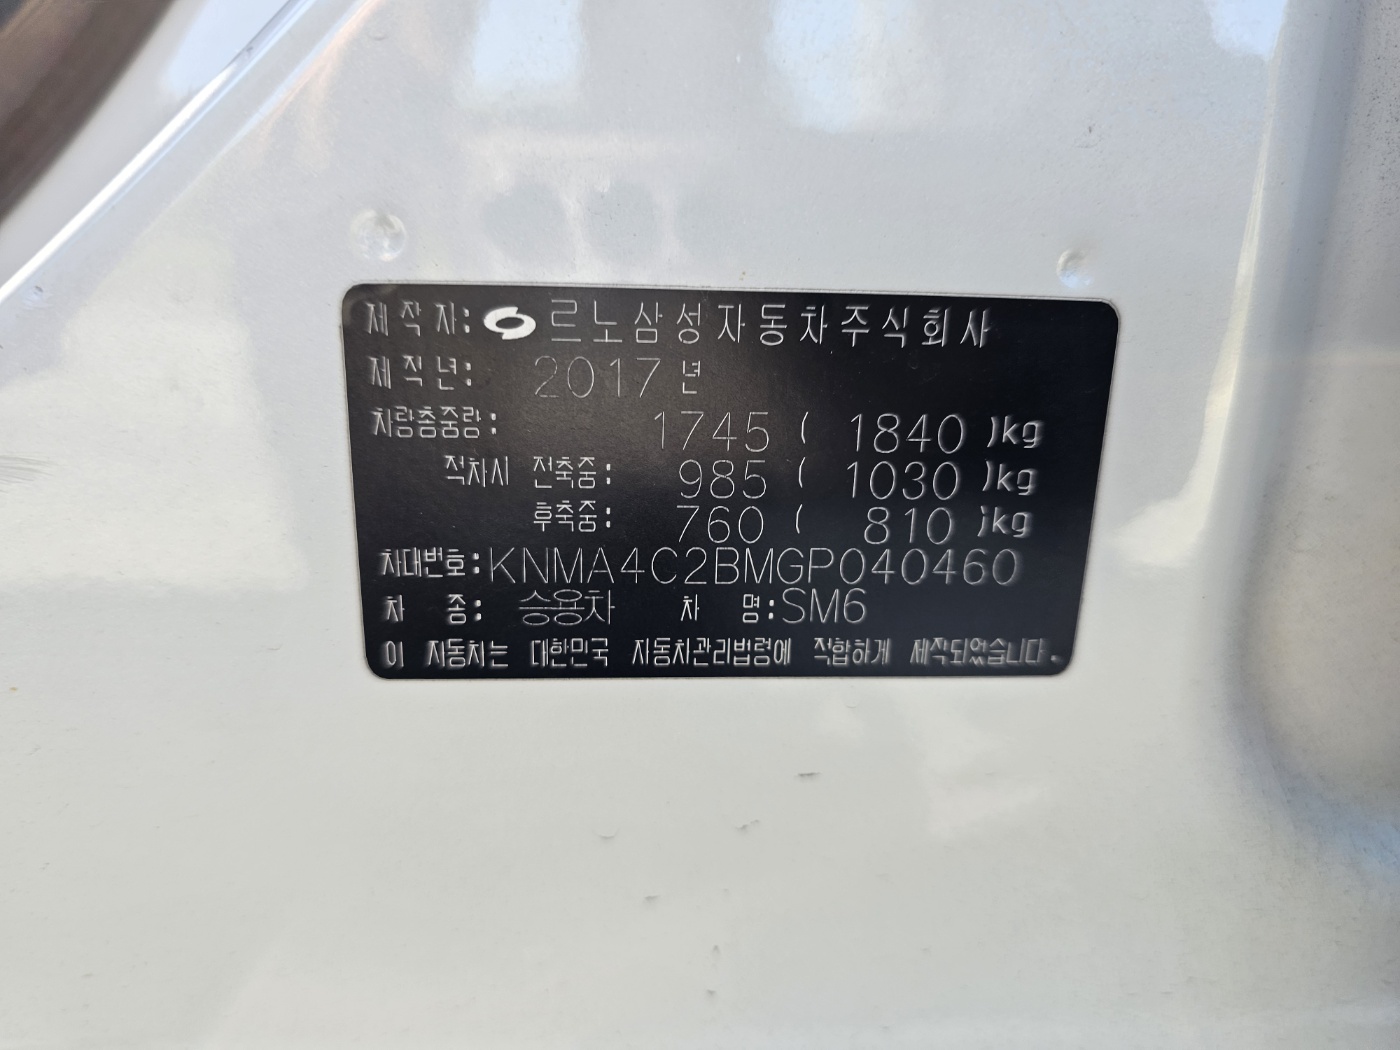 제 작 자: 르노삼성자동차주식회사
제 작 년: 2017년
차량총중량: 1745 ( 1840 )kg
적차시 전축중: 985 ( 1030 )kg
후축중: 760 ( 810 )kg
차대번호:KNMA4C2BMGP040460
차 종: 승용차 차 명:SM6
이 자동차는 대한민국 자동차관리법령에 적합하게 제작되었습니다.